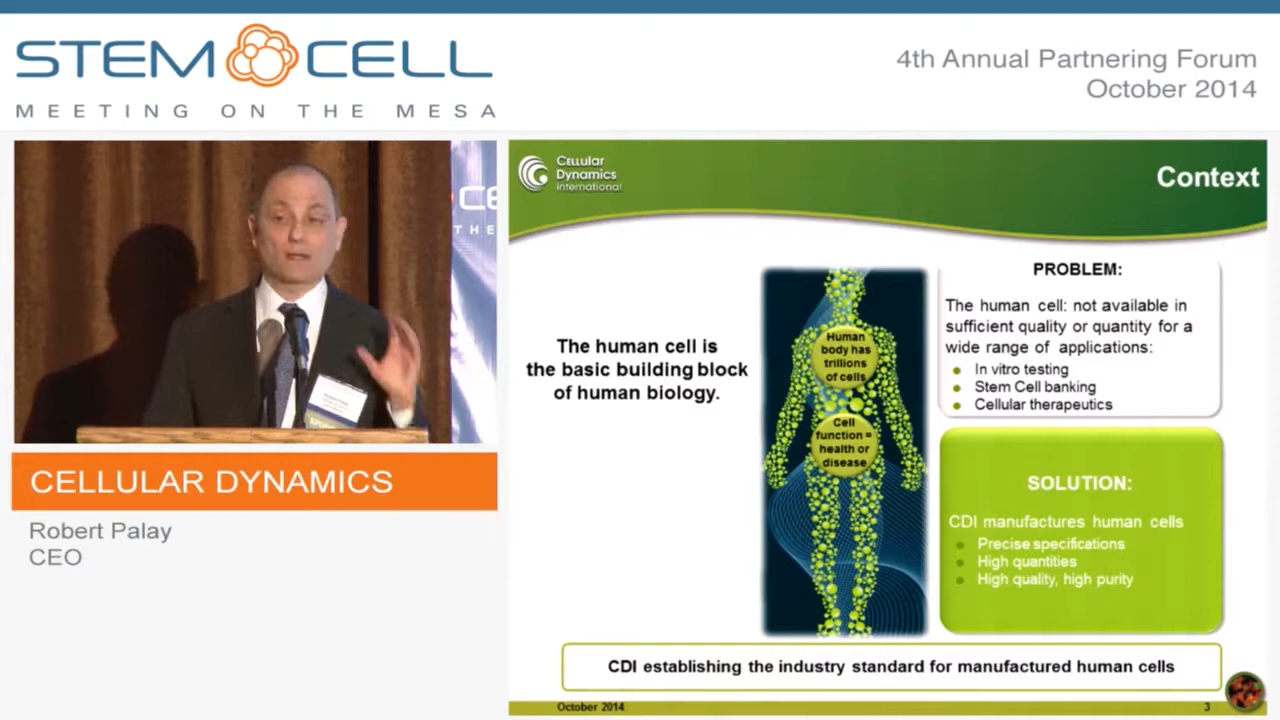 STEM CELL
MEETING ON THE MESA
4th Annual Partnering Forum
October 2014
CE
THE
CELLULAR DYNAMICS
Robert Palay
CEO
Cellular
Dynamics
International
Context
The human cell is
the basic building block
of human biology.
Human
body has
trillions
of cells
Cell
function =
health or
disease
PROBLEM:
The human cell: not available in
sufficient quality or quantity for a
wide range of applications:
In vitro testing
Stem Cell banking
Cellular therapeutics
SOLUTION:
CDI manufactures human cells
Precise specifications
High quantities
High quality, high purity
CDI establishing the industry standard for manufactured human cells
October 2014
3